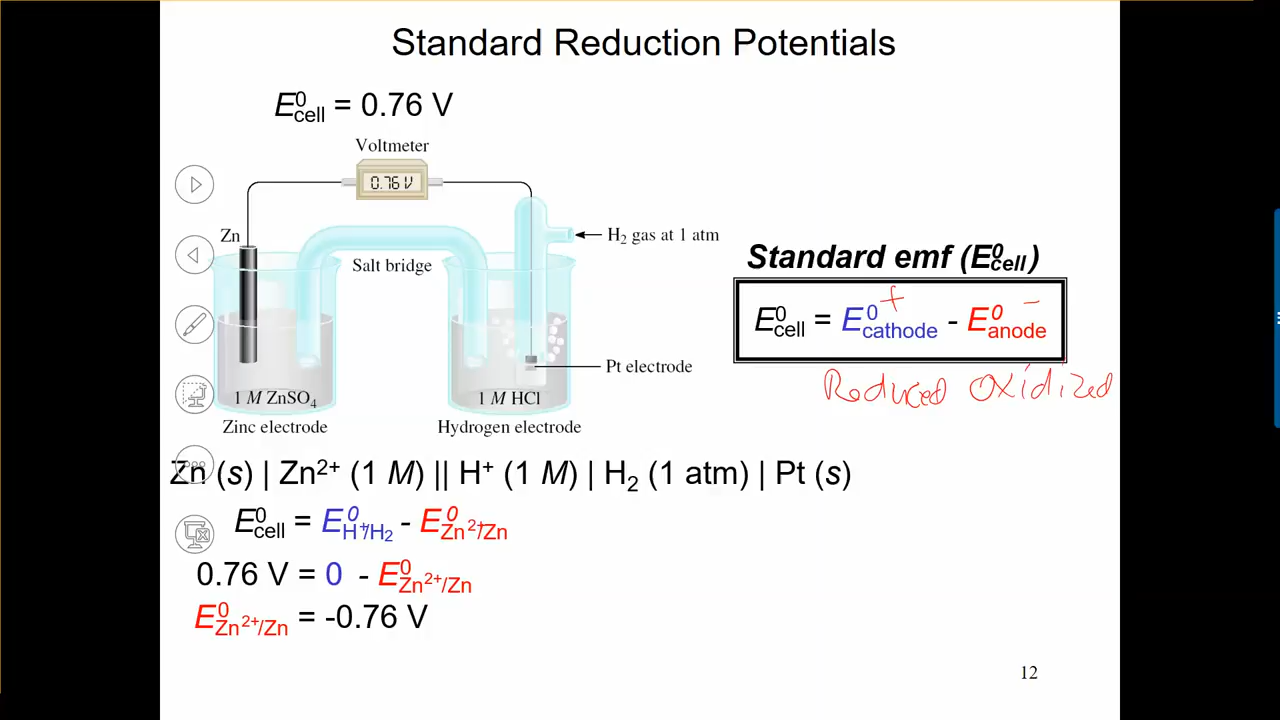 Standard Reduction Potentials
E⁰cell = 0.76 V
Voltmeter
0.76 V
Zn
H₂ gas at 1 atm
Salt bridge
Pt electrode
1 M ZnSO₄
1 M HCl
Zinc electrode
Hydrogen electrode
Standard emf (E⁰cell)
+ −
E⁰cell = E⁰cathode - E⁰anode
Reduced Oxidized
Zn (s) | Zn²⁺ (1 M) || H⁺ (1 M) | H₂ (1 atm) | Pt (s)
E⁰cell = E⁰H⁺/H₂ - E⁰Zn²⁺/Zn
0.76 V = 0 - E⁰Zn²⁺/Zn
E⁰Zn²⁺/Zn = -0.76 V
12